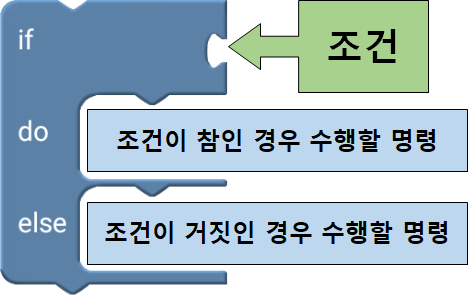 if
조건
do
조건이 참인 경우 수행할 명령
else
조건이 거짓인 경우 수행할 명령